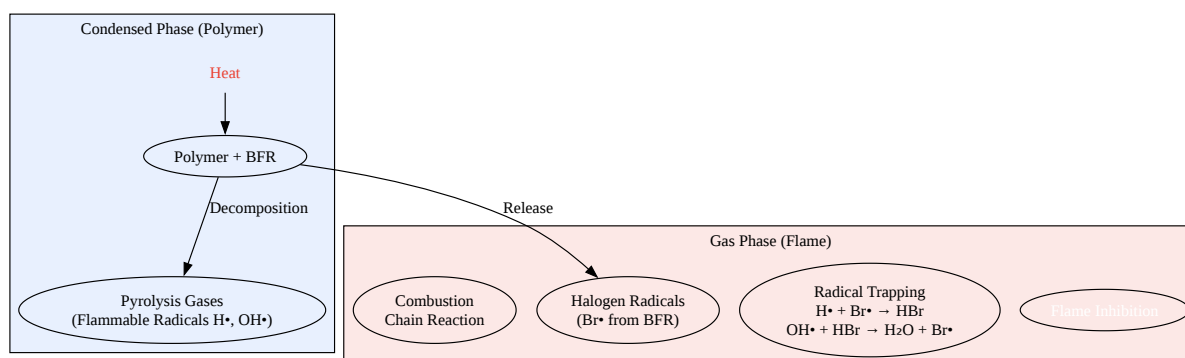 Condensed Phase (Polymer)
Heat
Polymer + BFR
Decomposition
Release
Pyrolysis Gases
(Flammable Radicals H•, OH•)
Gas Phase (Flame)
Combustion
Chain Reaction
Halogen Radicals
(Br• from BFR)
Radical Trapping
H• + Br• → HBr
OH• + HBr → H₂O + Br•
Flame Inhibition